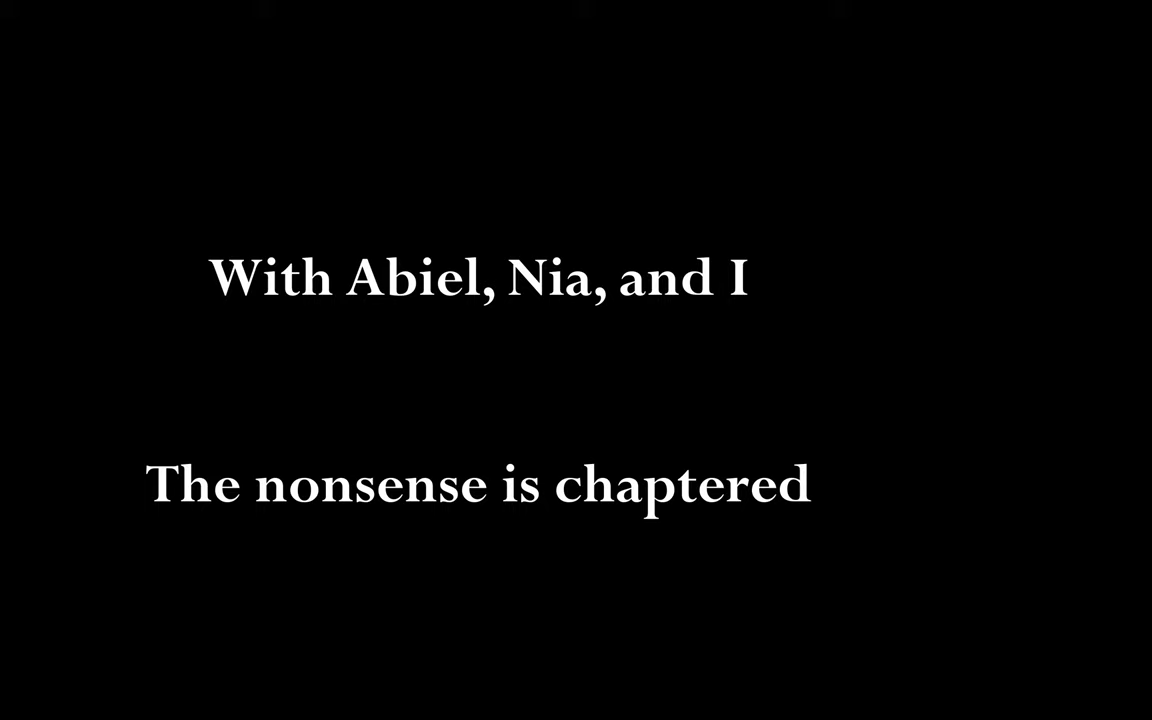 With Abiel, Nia, and I
The nonsense is chaptered